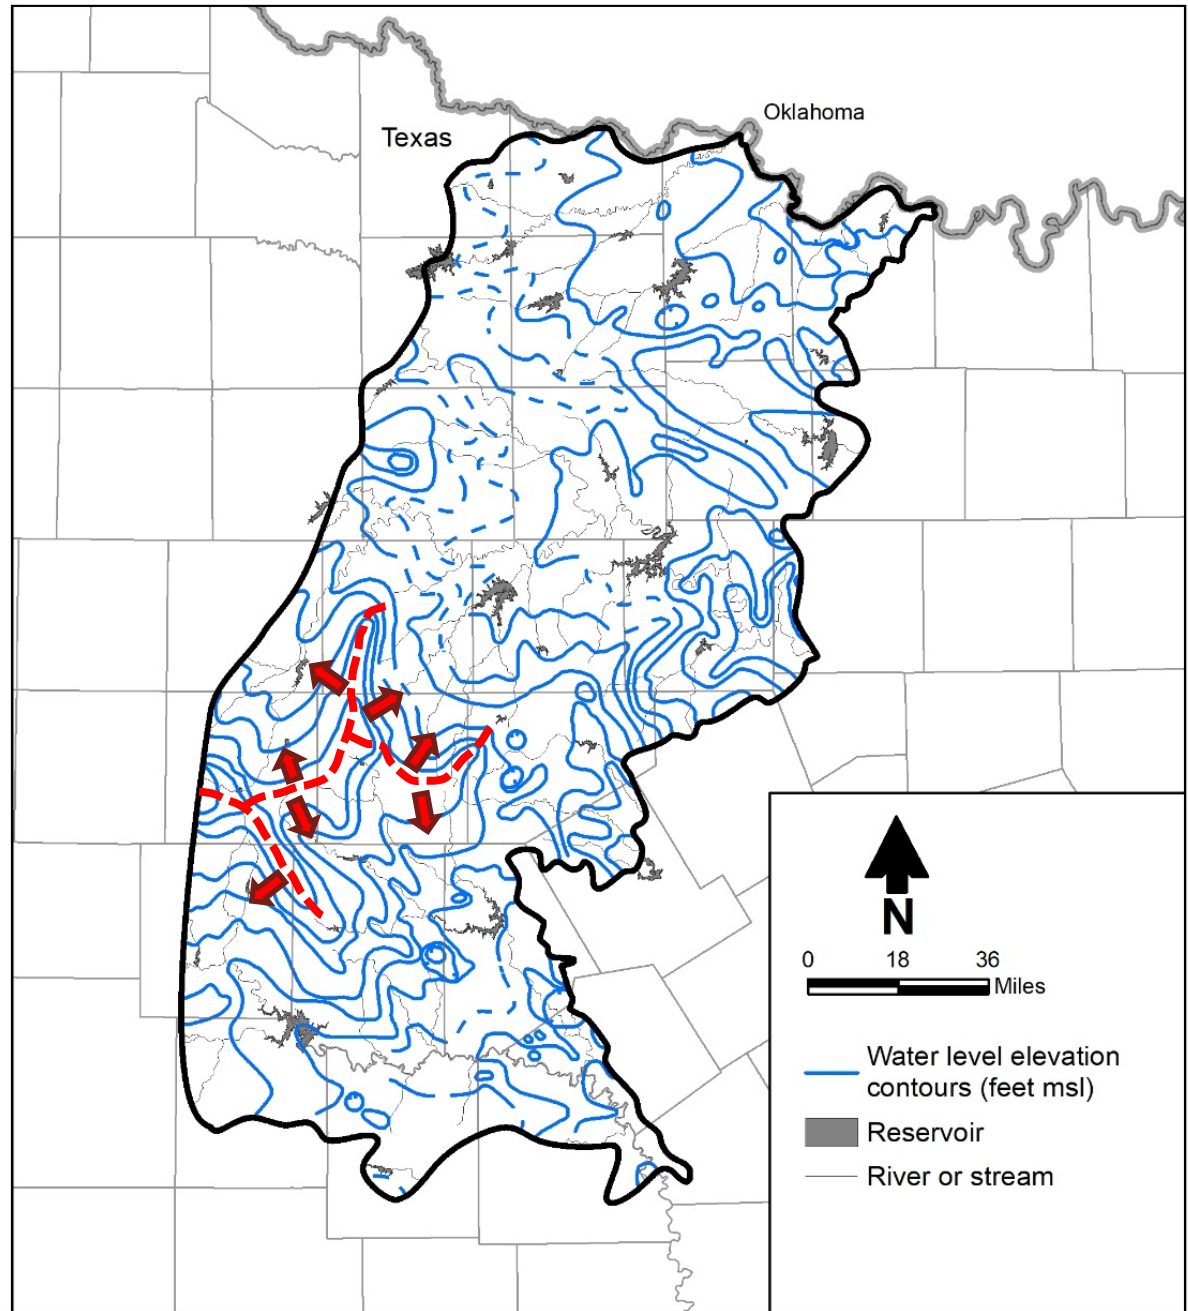 Oklahoma
Texas
N
0 18 36
Miles
Water level elevation
contours (feet msl)
Reservoir
River or stream